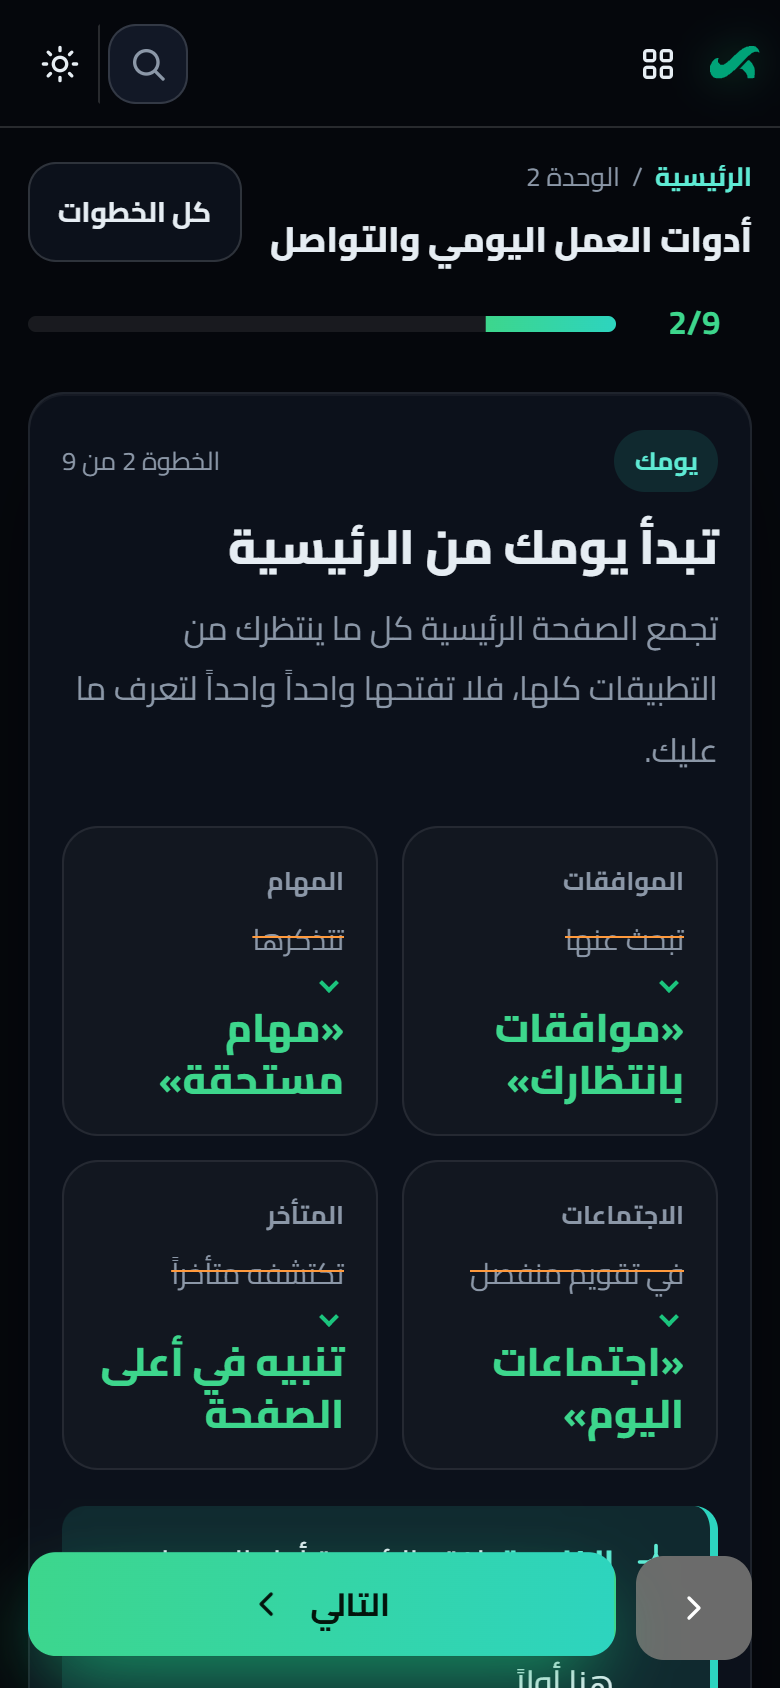 الرئيسية / الوحدة 2
أدوات العمل اليومي والتواصل
كل الخطوات
2/9
يومك
الخطوة 2 من 9
تبدأ يومك من الرئيسية
تجمع الصفحة الرئيسية كل ما ينتظرك من
التطبيقات كلها، فلا تفتحها واحداً واحداً لتعرف ما
عليك.
الموافقات
تبحث عنها
«موافقات
بانتظارك»
المهام
تتذكرها
«مهام
مستحقة»
الاجتماعات
في تقويم منفصل
«اجتماعات
اليوم»
المتأخر
تكتشفه متأخراً
تنبيه في أعلى
الصفحة
التالي
هنا أولاً